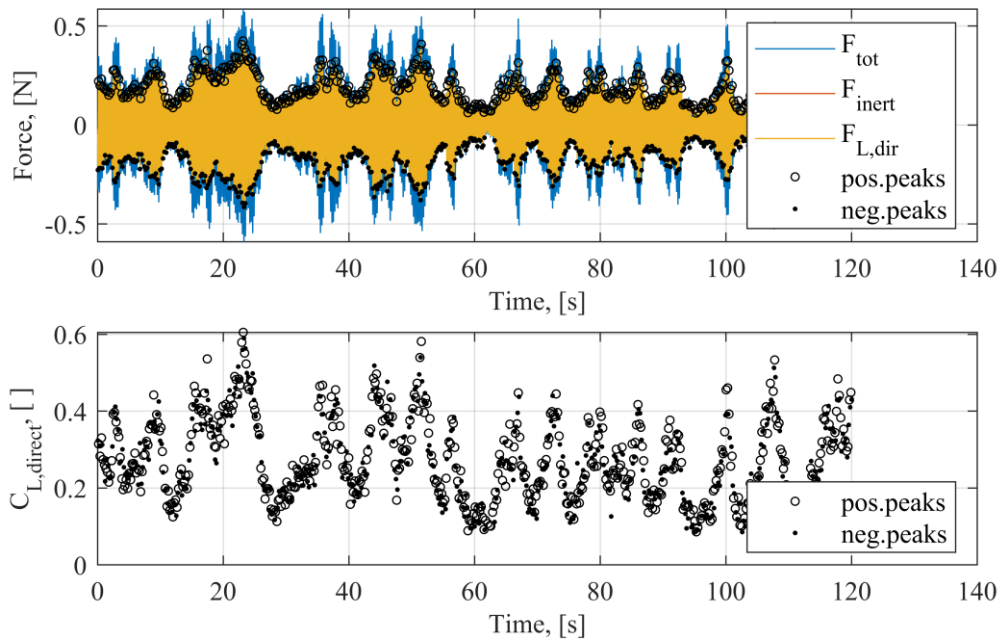 0.5
0
-0.5
Force, [N]
0 20 40 60 80 100 120 140
Time, [s]
F_tot
F_inert
F_L,dir
pos.peaks
neg.peaks
0.6
0.4
0.2
0
C_L,direct, [ ]
0 20 40 60 80 100 120 140
Time, [s]
pos.peaks
neg.peaks